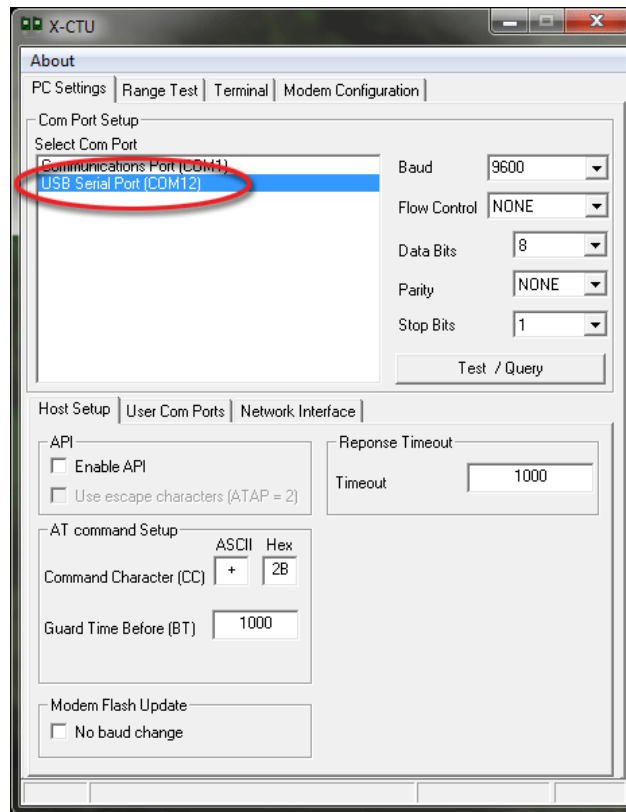 X-CTU
About
PC Settings Range Test Terminal Modem Configuration
Com Port Setup
Select Com Port
Communications Port (COM1)
USB Serial Port (COM12)
Baud 9600
Flow Control NONE
Data Bits 8
Parity NONE
Stop Bits 1
Test / Query
Host Setup User Com Ports Network Interface
API
Enable API
Use escape characters (ATAP = 2)
Reponse Timeout
Timeout 1000
AT command Setup
ASCII Hex
Command Character (CC) + 2B
Guard Time Before (BT) 1000
Modem Flash Update
No baud change